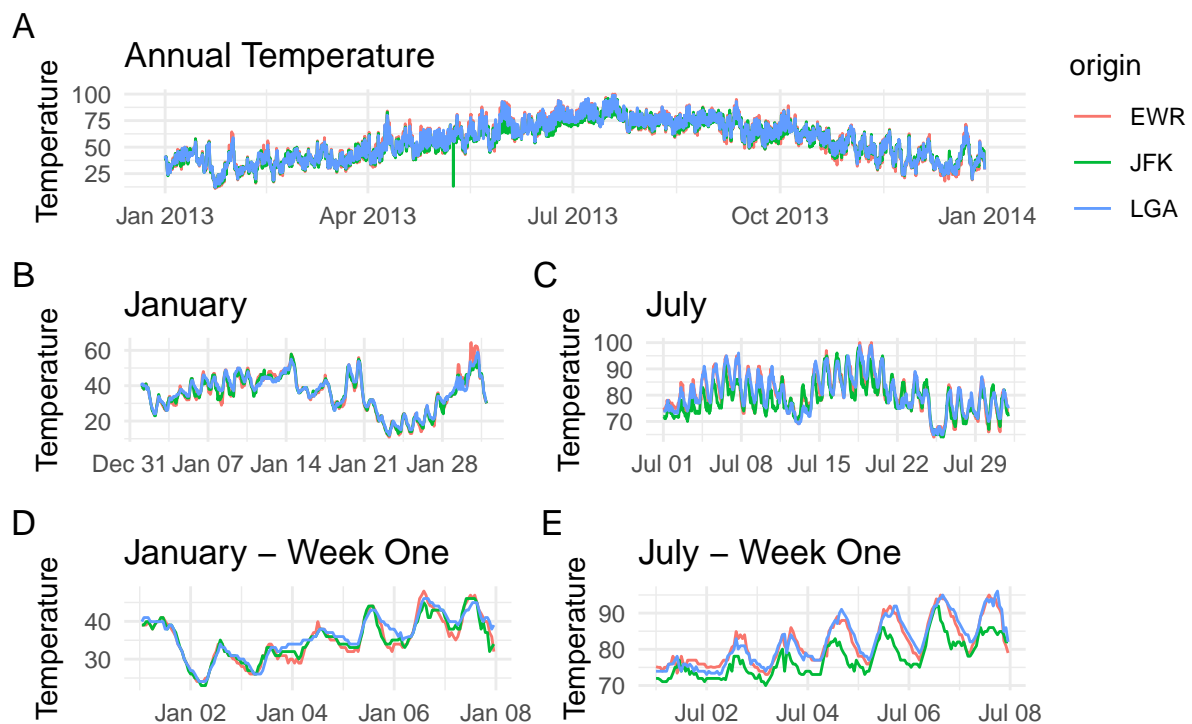 A
Annual Temperature
Temperature
100
75
50
25
Jan 2013 Apr 2013 Jul 2013 Oct 2013 Jan 2014
origin
EWR
JFK
LGA
B
January
Temperature
60
40
20
Dec 31 Jan 07 Jan 14 Jan 21 Jan 28
C
July
Temperature
100
90
80
70
Jul 01 Jul 08 Jul 15 Jul 22 Jul 29
D
January − Week One
Temperature
40
30
Jan 02 Jan 04 Jan 06 Jan 08
E
July − Week One
Temperature
90
80
70
Jul 02 Jul 04 Jul 06 Jul 08